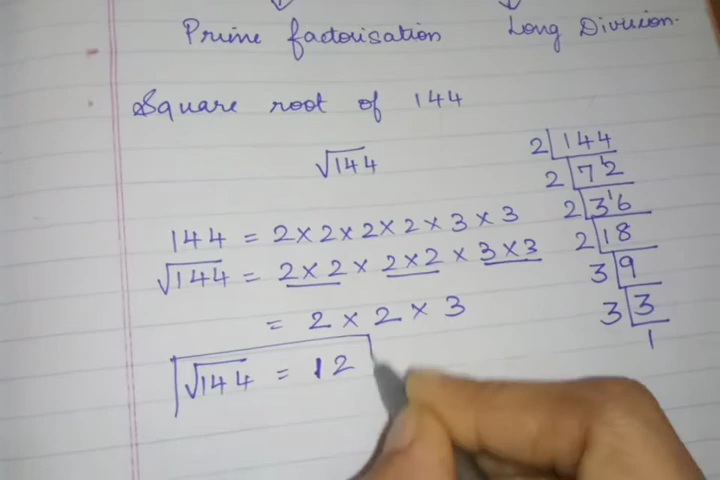 Prime factorisation Long Division.
Square root of 144
√144
144 = 2×2×2×2×3×3
√144 = 2×2 × 2×2 × 3×3
= 2 × 2 × 3
√144 = 12
2 144
2 72
2 36
2 18
3 9
3 3
1